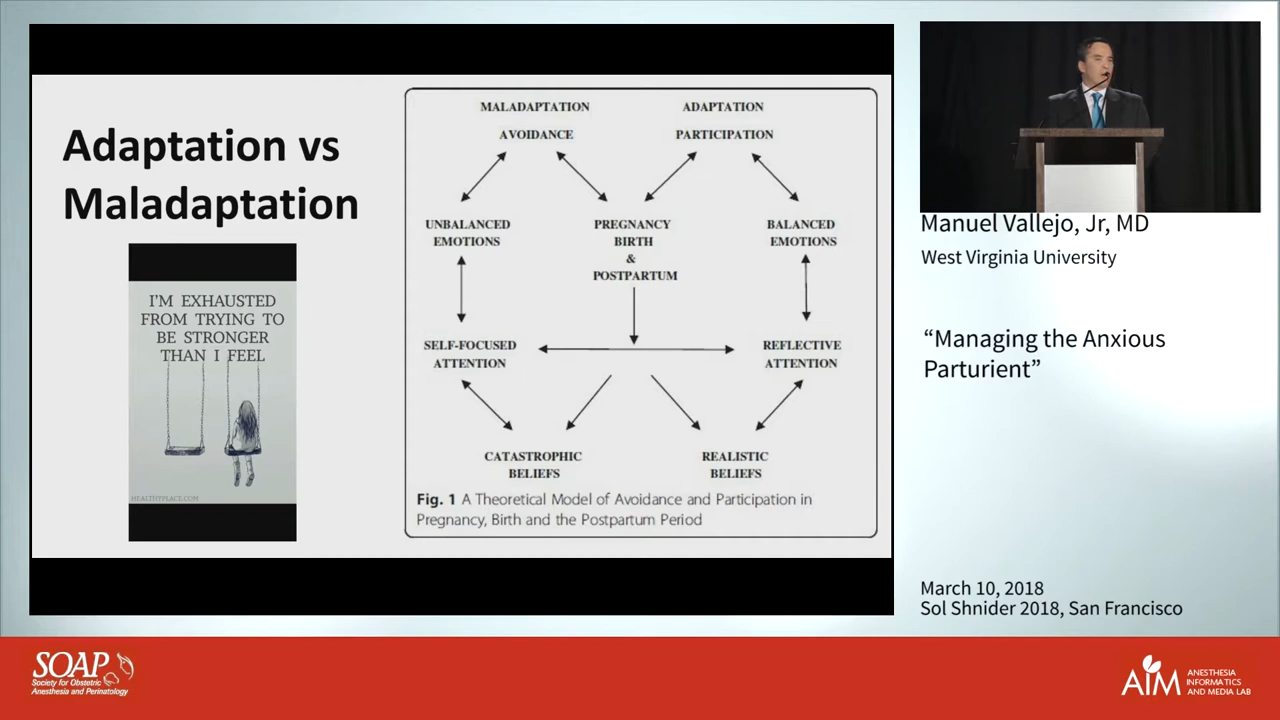 Adaptation vs
Maladaptation
I'M EXHAUSTED
FROM TRYING TO
BE STRONGER
THAN I FEEL
HEALTHYPLACE.COM
MALADAPTATION
AVOIDANCE
ADAPTATION
PARTICIPATION
UNBALANCED
EMOTIONS
PREGNANCY
BIRTH
&
POSTPARTUM
BALANCED
EMOTIONS
SELF-FOCUSED
ATTENTION
REFLECTIVE
ATTENTION
CATASTROPHIC
BELIEFS
REALISTIC
BELIEFS
Fig. 1 A Theoretical Model of Avoidance and Participation in
Pregnancy, Birth and the Postpartum Period
Manuel Vallejo, Jr, MD
West Virginia University
“Managing the Anxious
Parturient”
March 10, 2018
Sol Shnider 2018, San Francisco
SOAP
Society for Obstetric
Anesthesia and Perinatology
AIM
ANESTHESIA
INFORMATICS
AND MEDIA LAB